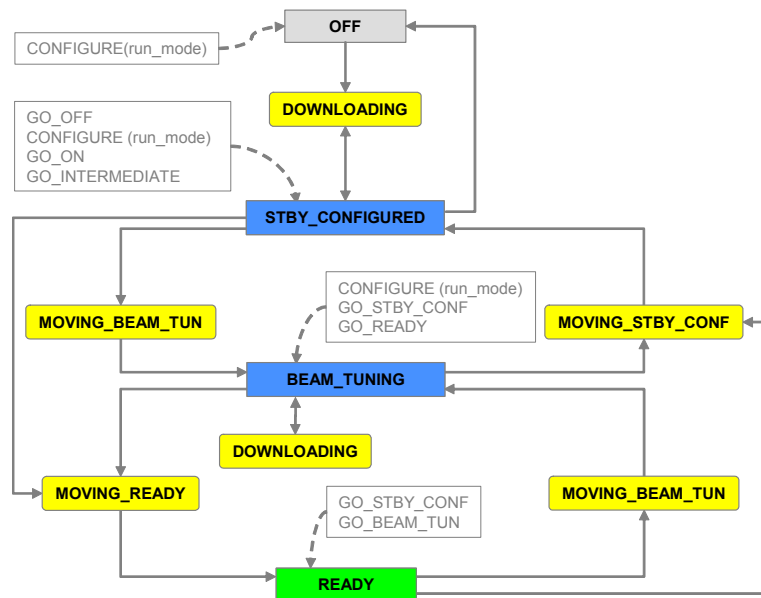 OFF
CONFIGURE(run_mode)
DOWNLOADING
GO_OFF
CONFIGURE (run_mode)
GO_ON
GO_INTERMEDIATE
STBY_CONFIGURED
CONFIGURE (run_mode)
GO_STBY_CONF
GO_READY
MOVING_BEAM_TUN
MOVING_STBY_CONF
BEAM_TUNING
DOWNLOADING
MOVING_READY
MOVING_BEAM_TUN
GO_STBY_CONF
GO_BEAM_TUN
READY